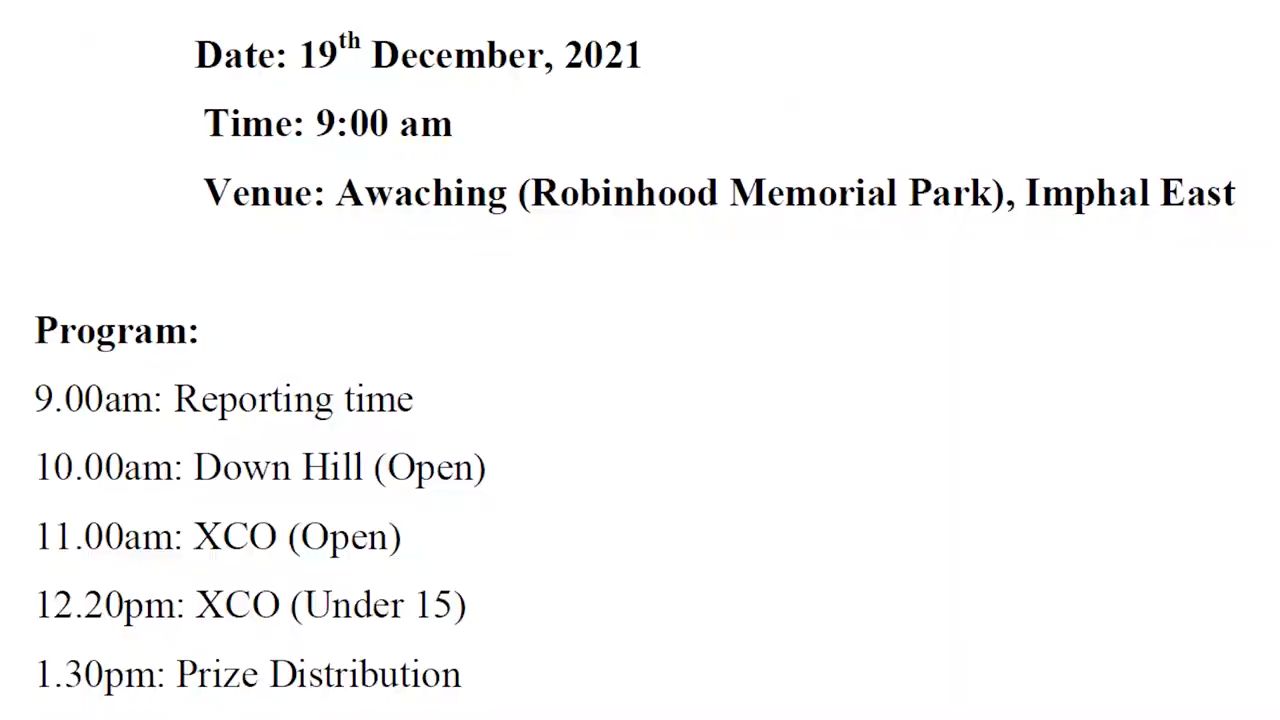 Date: 19th December, 2021
Time: 9:00 am
Venue: Awaching (Robinhood Memorial Park), Imphal East
Program:
9.00am: Reporting time
10.00am: Down Hill (Open)
11.00am: XCO (Open)
12.20pm: XCO (Under 15)
1.30pm: Prize Distribution